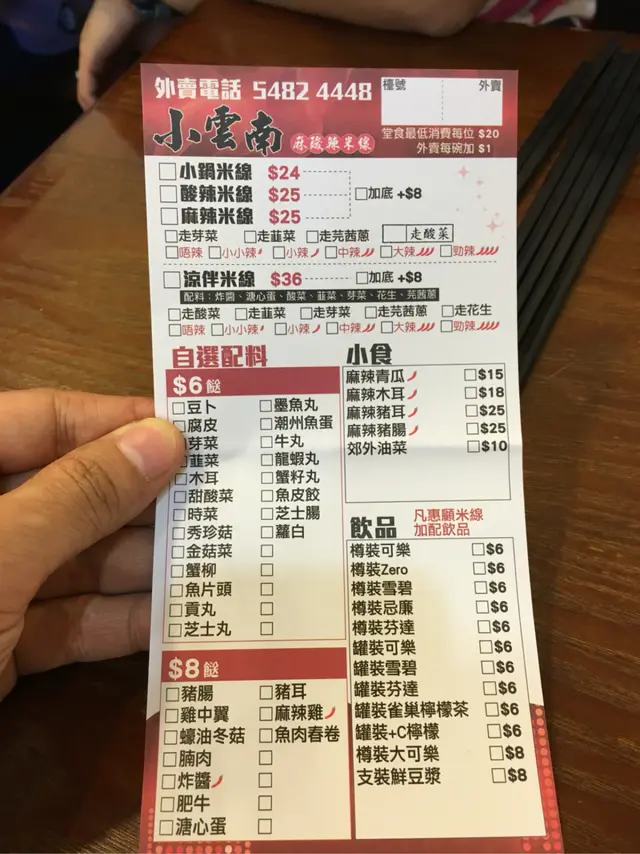 外賣電話 5482 4448
檯號 外賣
小雲南 麻酸辣米線
堂食最低消費每位 $20
外賣每碗加 $1
小鍋米線 $24
酸辣米線 $25 加底 +$8
麻辣米線 $25
走芽菜 走韮菜 走芫茜蔥 走酸菜
唔辣 小小辣 小辣 中辣 大辣 勁辣
涼伴米線 $36 加底 +$8
配料：炸醬、溏心蛋、酸菜、韮菜、芽菜、花生、芫茜蔥
走酸菜 走韮菜 走芽菜 走芫茜蔥 走花生
唔辣 小小辣 小辣 中辣 大辣 勁辣
自選配料
$6餸
豆卜 墨魚丸
腐皮 潮州魚蛋
芽菜 牛丸
韮菜 龍蝦丸
木耳 蟹籽丸
甜酸菜 魚皮餃
時菜 芝士腸
秀珍菇 蘿白
金菇菜
蟹柳
魚片頭
貢丸
芝士丸
$8餸
豬腸 豬耳
雞中翼 麻辣雞
蠔油冬菇 魚肉春卷
腩肉
炸醬
肥牛
溏心蛋
小食
麻辣青瓜 $15
麻辣木耳 $18
麻辣豬耳 $25
麻辣豬腸 $25
郊外油菜 $10
飲品 凡惠顧米線
加配飲品
樽裝可樂 $6
樽裝Zero $6
樽裝雪碧 $6
樽裝忌廉 $6
樽裝芬達 $6
罐裝可樂 $6
罐裝雪碧 $6
罐裝芬達 $6
罐裝雀巢檸檬茶 $6
罐裝+C檸檬 $6
樽裝大可樂 $8
支裝鮮豆漿 $8